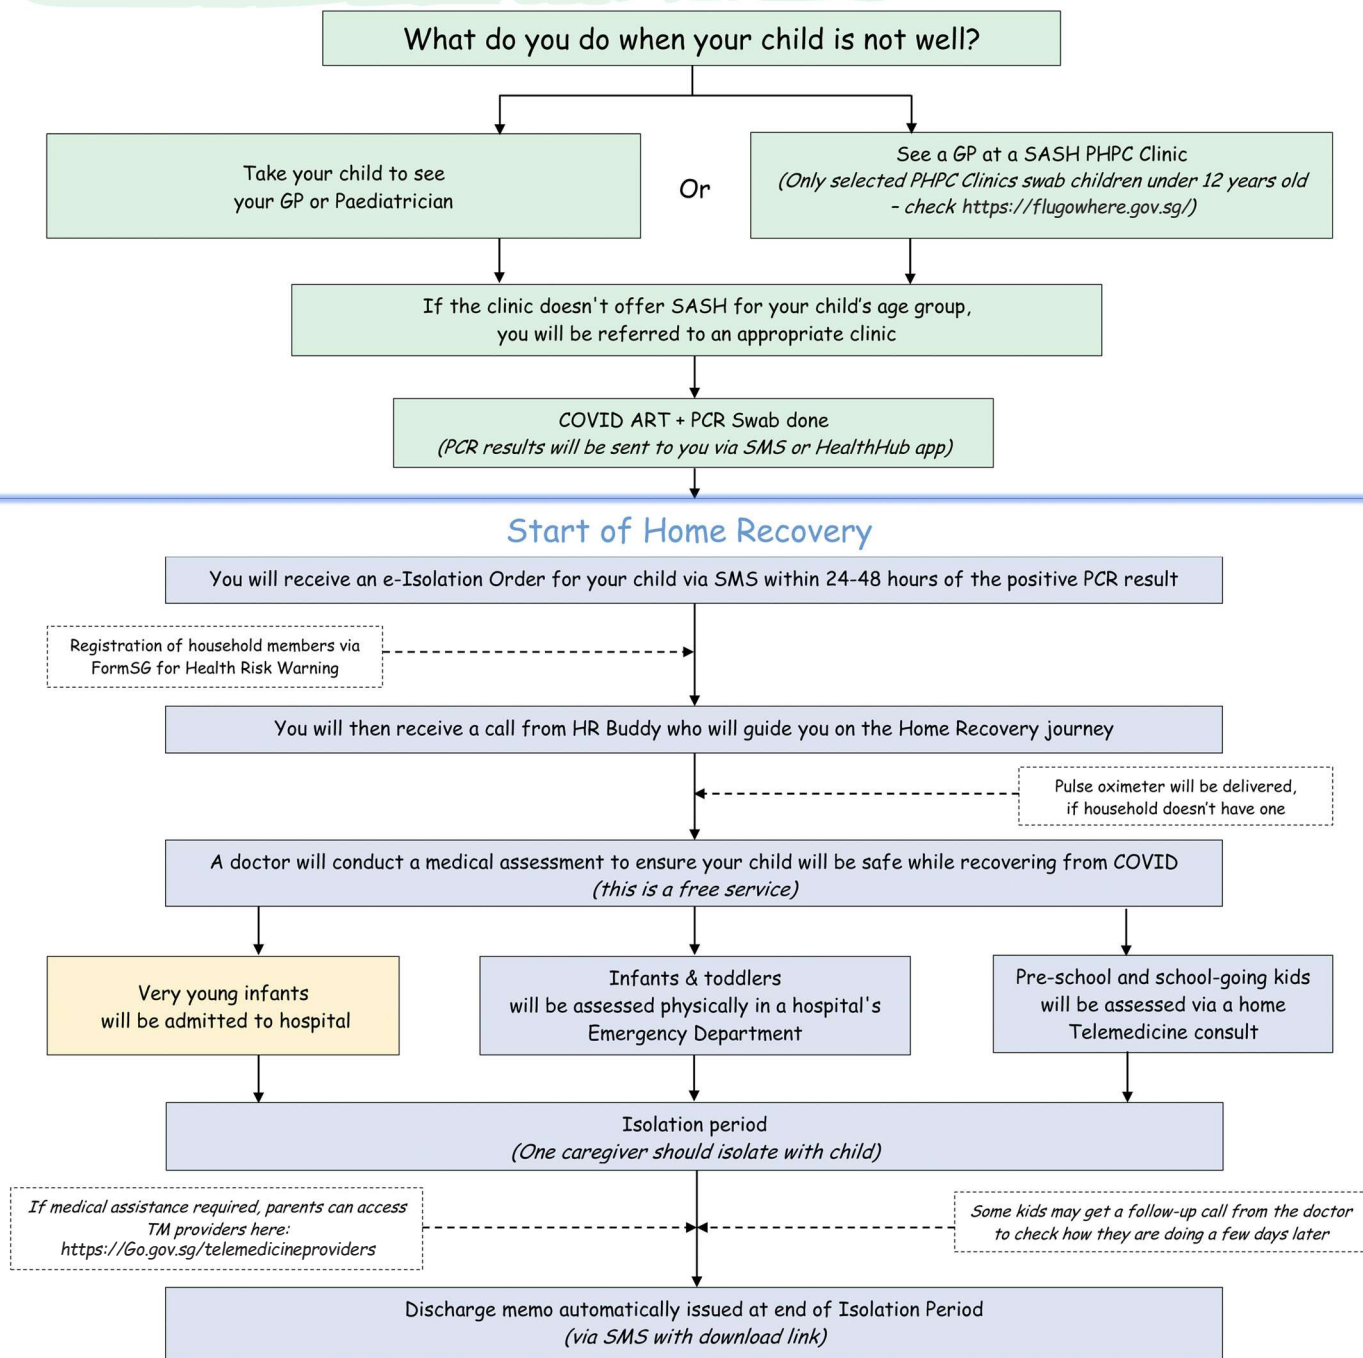 What do you do when your child is not well?
Take your child to see
your GP or Paediatrician
Or
See a GP at a SASH PHPC Clinic
(Only selected PHPC Clinics swab children under 12 years old
– check https://flugowhere.gov.sg/)
If the clinic doesn't offer SASH for your child’s age group,
you will be referred to an appropriate clinic
COVID ART + PCR Swab done
(PCR results will be sent to you via SMS or HealthHub app)
Start of Home Recovery
You will receive an e-Isolation Order for your child via SMS within 24-48 hours of the positive PCR result
Registration of household members via
FormSG for Health Risk Warning
You will then receive a call from HR Buddy who will guide you on the Home Recovery journey
Pulse oximeter will be delivered,
if household doesn’t have one
A doctor will conduct a medical assessment to ensure your child will be safe while recovering from COVID
(this is a free service)
Very young infants
will be admitted to hospital
Infants & toddlers
will be assessed physically in a hospital's
Emergency Department
Pre-school and school-going kids
will be assessed via a home
Telemedicine consult
Isolation period
(One caregiver should isolate with child)
If medical assistance required, parents can access
TM providers here:
https://Go.gov.sg/telemedicineproviders
Some kids may get a follow-up call from the doctor
to check how they are doing a few days later
Discharge memo automatically issued at end of Isolation Period
(via SMS with download link)